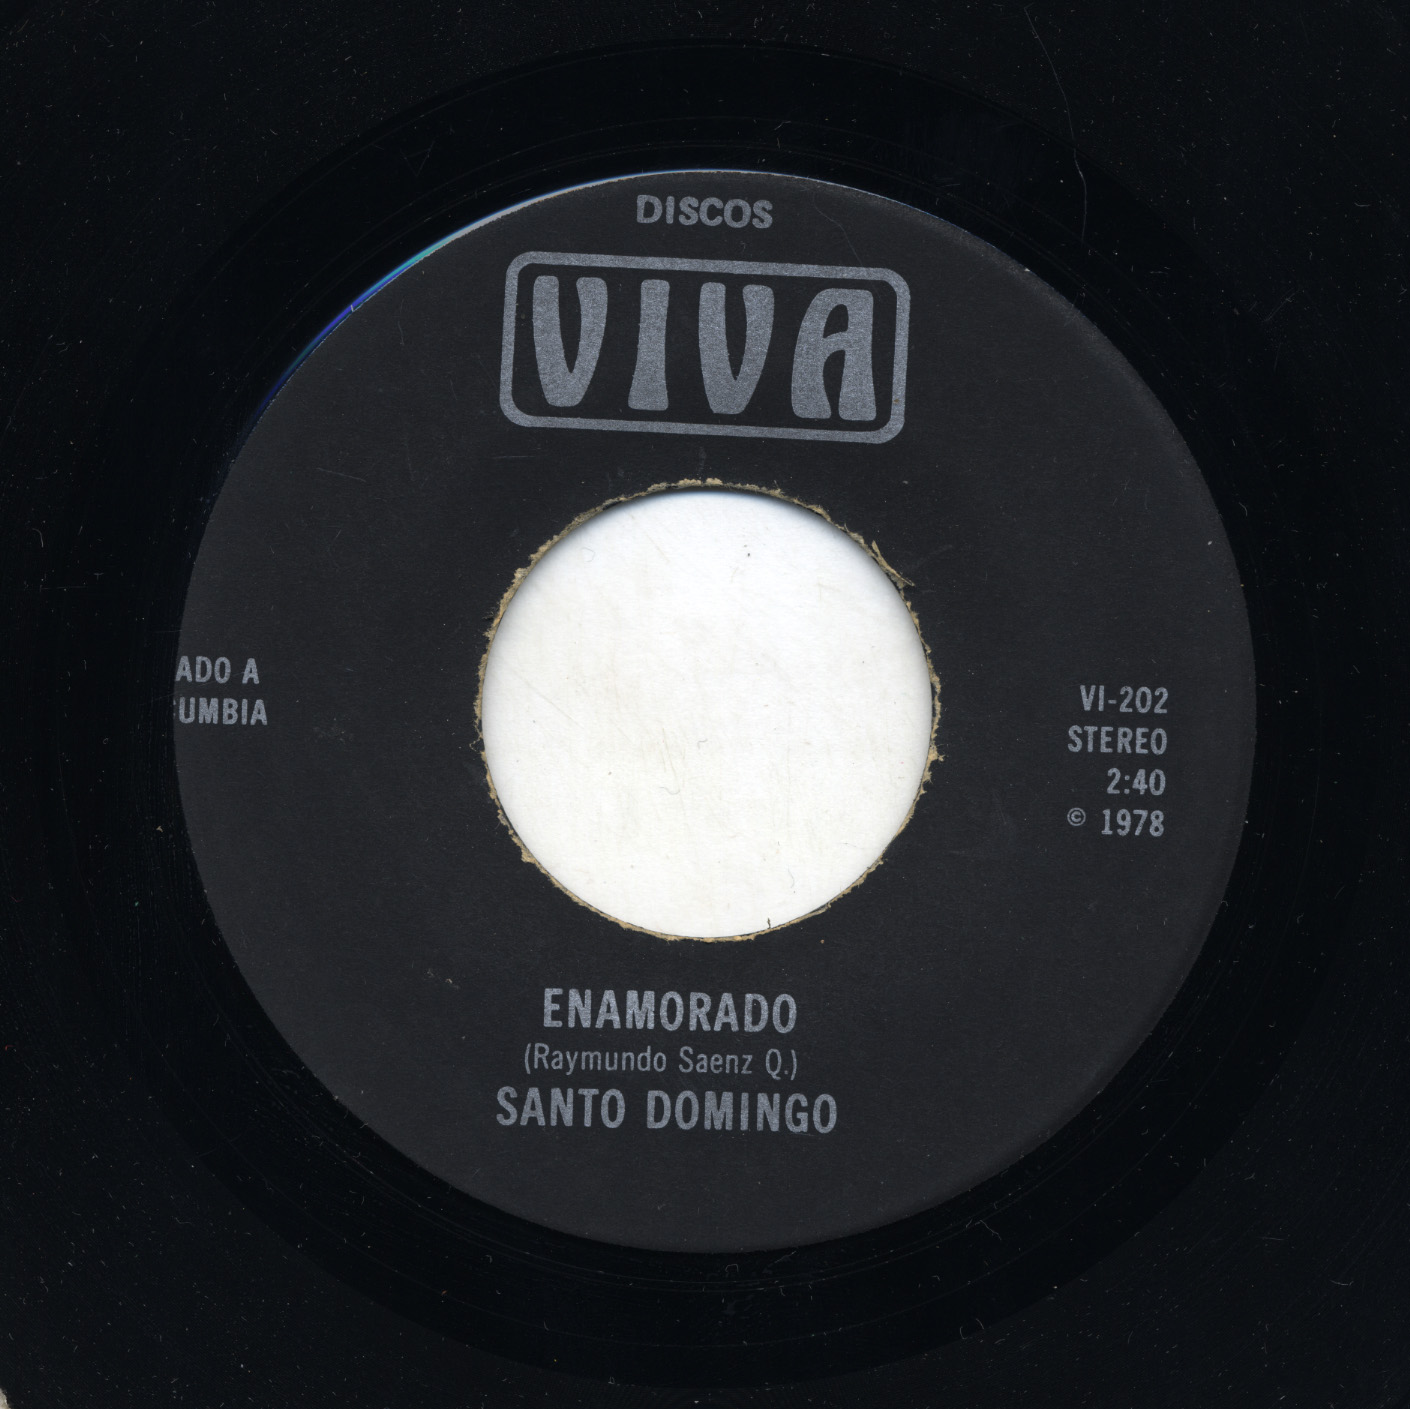 DISCOS
VIVA
ADO A
UMBIA
VI-202
STEREO
2:40
© 1978
ENAMORADO
(Raymundo Saenz Q.)
SANTO DOMINGO